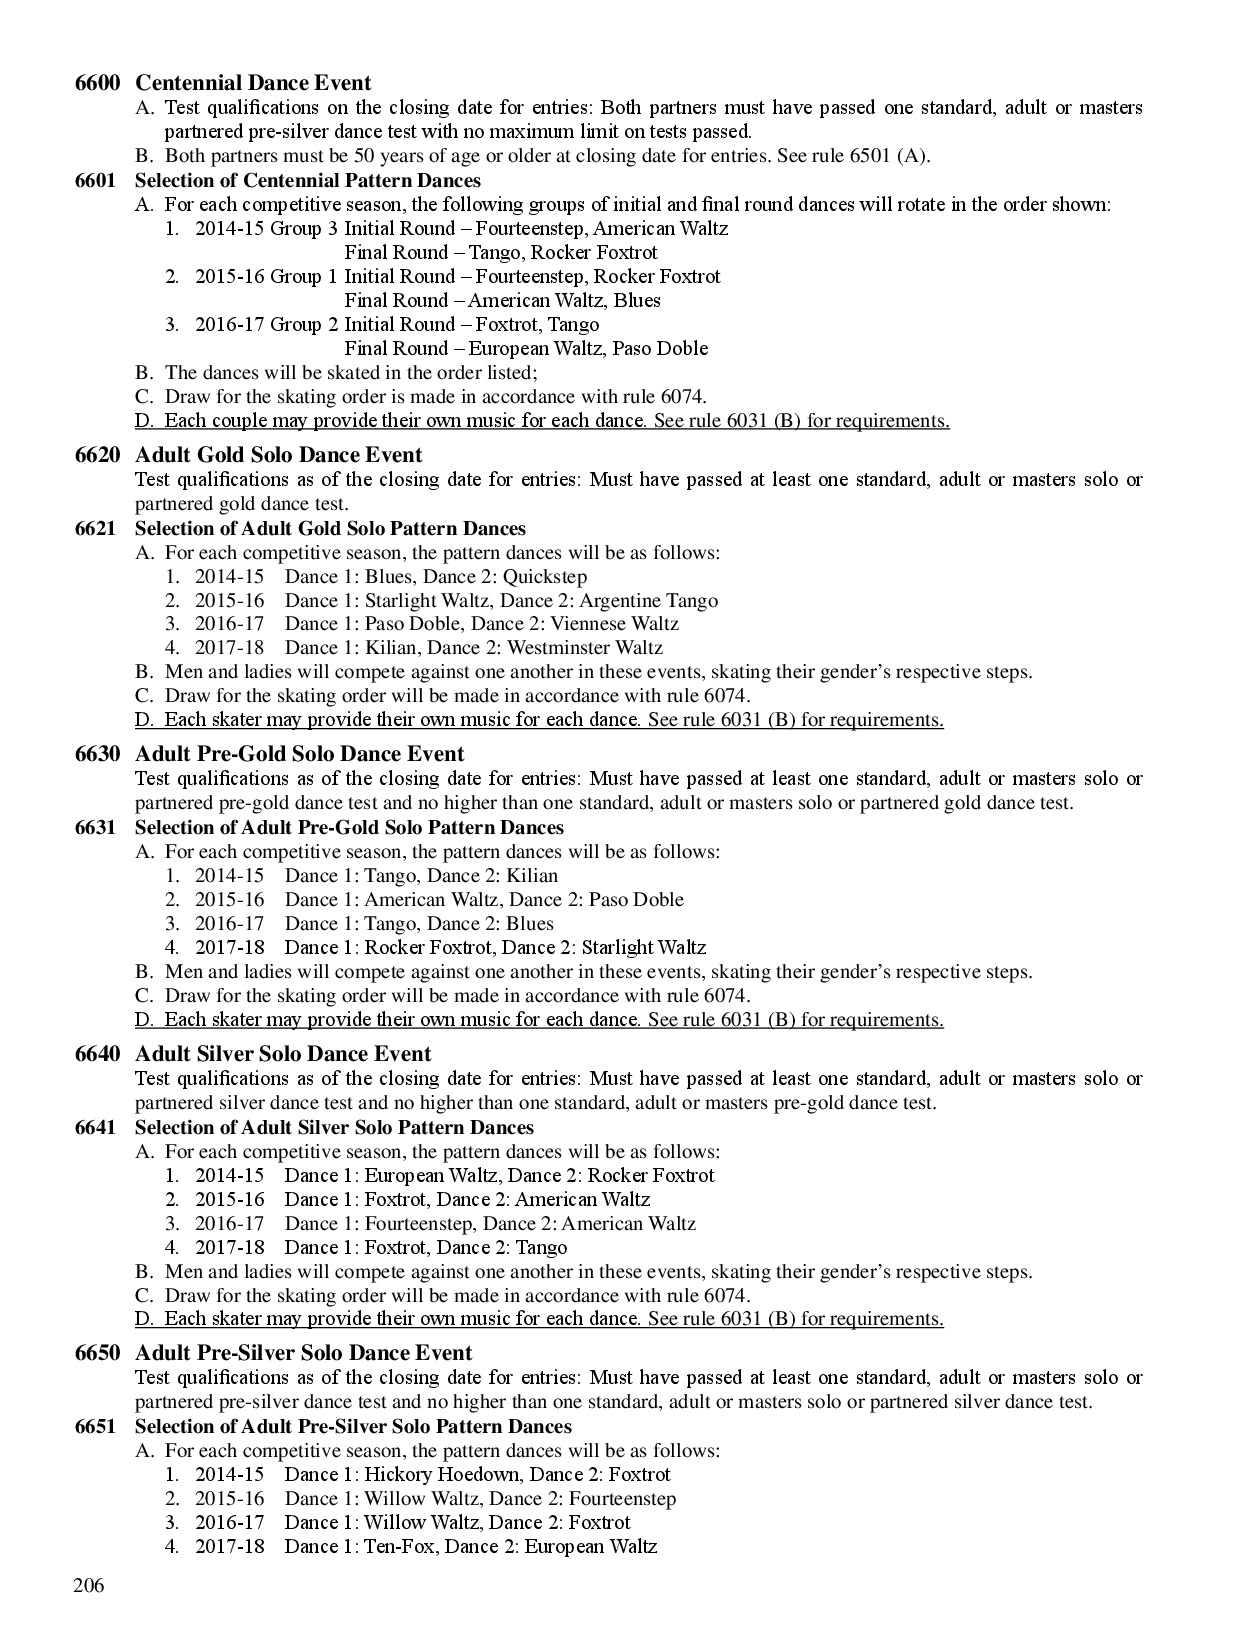 6600 Centennial Dance Event
A. Test qualifications on the closing date for entries: Both partners must have passed one standard, adult or masters
partnered pre-silver dance test with no maximum limit on tests passed.
B. Both partners must be 50 years of age or older at closing date for entries. See rule 6501 (A).
6601 Selection of Centennial Pattern Dances
A. For each competitive season, the following groups of initial and final round dances will rotate in the order shown:
1. 2014-15 Group 3 Initial Round – Fourteenstep, American Waltz
Final Round – Tango, Rocker Foxtrot
2. 2015-16 Group 1 Initial Round – Fourteenstep, Rocker Foxtrot
Final Round – American Waltz, Blues
3. 2016-17 Group 2 Initial Round – Foxtrot, Tango
Final Round – European Waltz, Paso Doble
B. The dances will be skated in the order listed;
C. Draw for the skating order is made in accordance with rule 6074.
D. Each couple may provide their own music for each dance. See rule 6031 (B) for requirements.
6620 Adult Gold Solo Dance Event
Test qualifications as of the closing date for entries: Must have passed at least one standard, adult or masters solo or
partnered gold dance test.
6621 Selection of Adult Gold Solo Pattern Dances
A. For each competitive season, the pattern dances will be as follows:
1. 2014-15 Dance 1: Blues, Dance 2: Quickstep
2. 2015-16 Dance 1: Starlight Waltz, Dance 2: Argentine Tango
3. 2016-17 Dance 1: Paso Doble, Dance 2: Viennese Waltz
4. 2017-18 Dance 1: Kilian, Dance 2: Westminster Waltz
B. Men and ladies will compete against one another in these events, skating their gender's respective steps.
C. Draw for the skating order will be made in accordance with rule 6074.
D. Each skater may provide their own music for each dance. See rule 6031 (B) for requirements.
6630 Adult Pre-Gold Solo Dance Event
Test qualifications as of the closing date for entries: Must have passed at least one standard, adult or masters solo or
partnered pre-gold dance test and no higher than one standard, adult or masters solo or partnered gold dance test.
6631 Selection of Adult Pre-Gold Solo Pattern Dances
A. For each competitive season, the pattern dances will be as follows:
1. 2014-15 Dance 1: Tango, Dance 2: Kilian
2. 2015-16 Dance 1: American Waltz, Dance 2: Paso Doble
3. 2016-17 Dance 1: Tango, Dance 2: Blues
4. 2017-18 Dance 1: Rocker Foxtrot, Dance 2: Starlight Waltz
B. Men and ladies will compete against one another in these events, skating their gender's respective steps.
C. Draw for the skating order will be made in accordance with rule 6074.
D. Each skater may provide their own music for each dance. See rule 6031 (B) for requirements.
6640 Adult Silver Solo Dance Event
Test qualifications as of the closing date for entries: Must have passed at least one standard, adult or masters solo or
partnered silver dance test and no higher than one standard, adult or masters pre-gold dance test.
6641 Selection of Adult Silver Solo Pattern Dances
A. For each competitive season, the pattern dances will be as follows:
1. 2014-15 Dance 1: European Waltz, Dance 2: Rocker Foxtrot
2. 2015-16 Dance 1: Foxtrot, Dance 2: American Waltz
3. 2016-17 Dance 1: Fourteenstep, Dance 2: American Waltz
4. 2017-18 Dance 1: Foxtrot, Dance 2: Tango
B. Men and ladies will compete against one another in these events, skating their gender's respective steps.
C. Draw for the skating order will be made in accordance with rule 6074.
D. Each skater may provide their own music for each dance. See rule 6031 (B) for requirements.
6650 Adult Pre-Silver Solo Dance Event
Test qualifications as of the closing date for entries: Must have passed at least one standard, adult or masters solo or
partnered pre-silver dance test and no higher than one standard, adult or masters solo or partnered silver dance test.
6651 Selection of Adult Pre-Silver Solo Pattern Dances
A. For each competitive season, the pattern dances will be as follows:
1. 2014-15 Dance 1: Hickory Hoedown, Dance 2: Foxtrot
2. 2015-16 Dance 1: Willow Waltz, Dance 2: Fourteenstep
3. 2016-17 Dance 1: Willow Waltz, Dance 2: Foxtrot
4. 2017-18 Dance 1: Ten-Fox, Dance 2: European Waltz
206